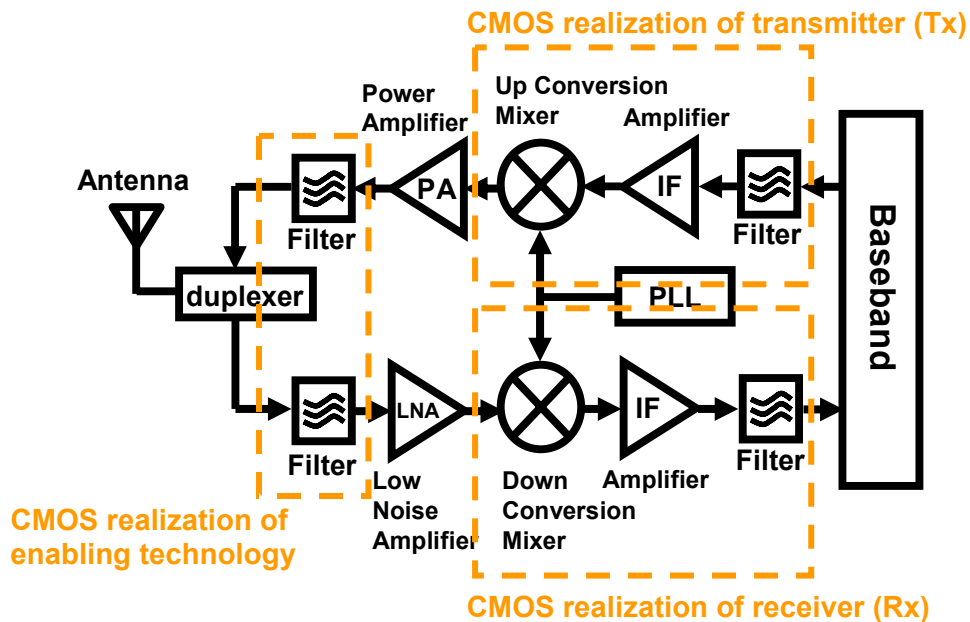 CMOS realization of transmitter (Tx)
Power
Amplifier
Up Conversion
Mixer
Amplifier
Antenna
PA
IF
Filter
Filter
duplexer
PLL
Baseband
LNA
IF
Filter
Low
Noise
Amplifier
Down
Conversion
Mixer
Amplifier
Filter
CMOS realization of
enabling technology
CMOS realization of receiver (Rx)